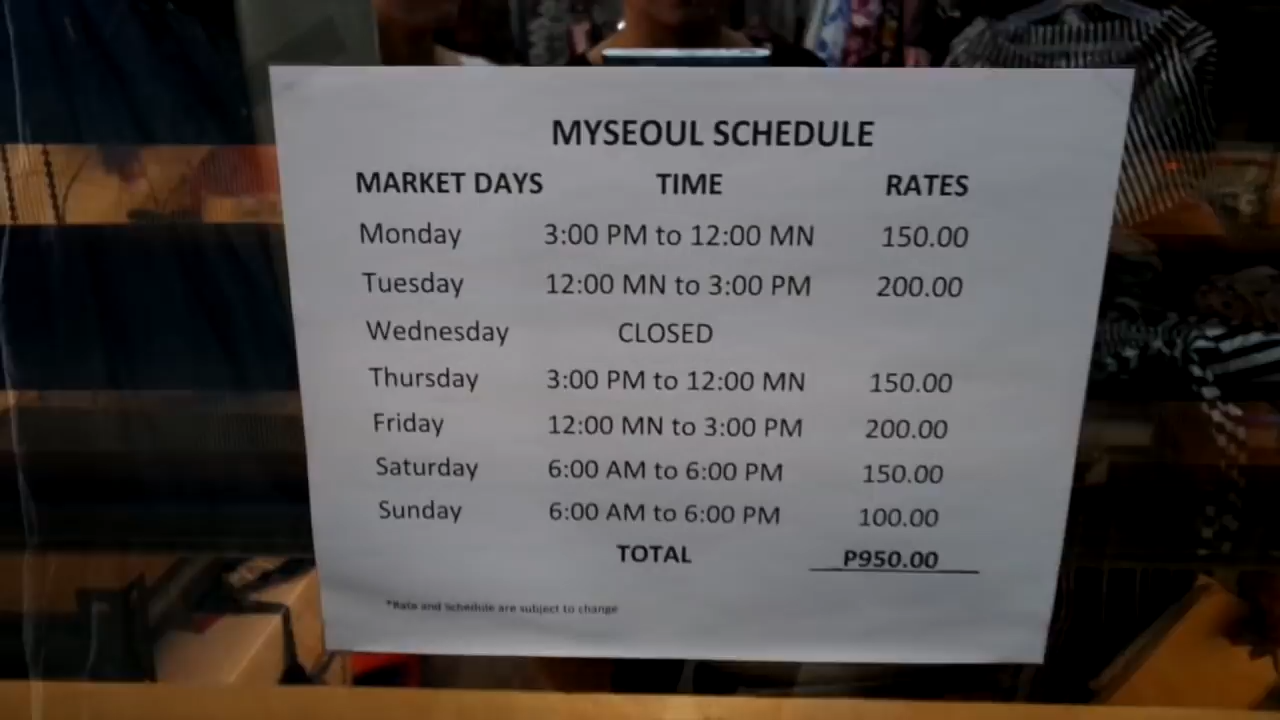 MYSEOUL SCHEDULE
MARKET DAYS TIME RATES
Monday 3:00 PM to 12:00 MN 150.00
Tuesday 12:00 MN to 3:00 PM 200.00
Wednesday CLOSED
Thursday 3:00 PM to 12:00 MN 150.00
Friday 12:00 MN to 3:00 PM 200.00
Saturday 6:00 AM to 6:00 PM 150.00
Sunday 6:00 AM to 6:00 PM 100.00
TOTAL P950.00
*Rate and Schedule are subject to change